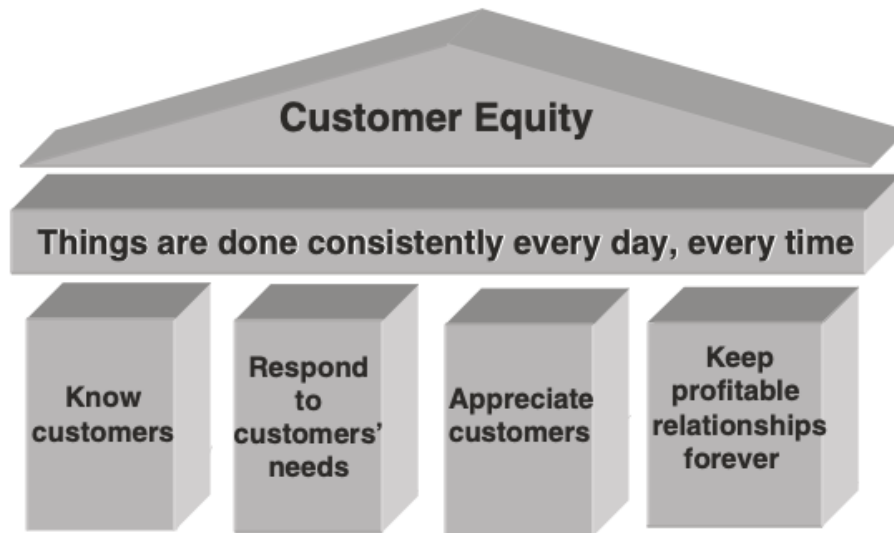 Customer Equity
Things are done consistently every day, every time
Know
customers
Respond
to
customers’
needs
Appreciate
customers
Keep
profitable
relationships
forever